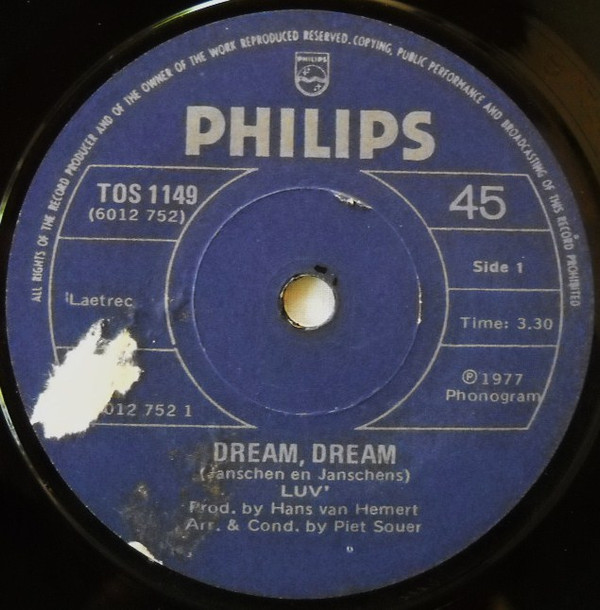 ALL RIGHTS OF THE RECORD PRODUCER AND OF THE OWNER OF THE WORK REPRODUCED RESERVED. COPYING, PUBLIC PERFORMANCE AND BROADCASTING OF THIS RECORD PROHIBITED
PHILIPS
PHILIPS
TOS 1149
(6012 752)
45
Side 1
Laetrec
Time: 3.30
℗ 1977
Phonogram
012 752 1
DREAM, DREAM
(Janschen en Janschens)
LUV'
Prod. by Hans van Hemert
Arr. & Cond. by Piet Souer